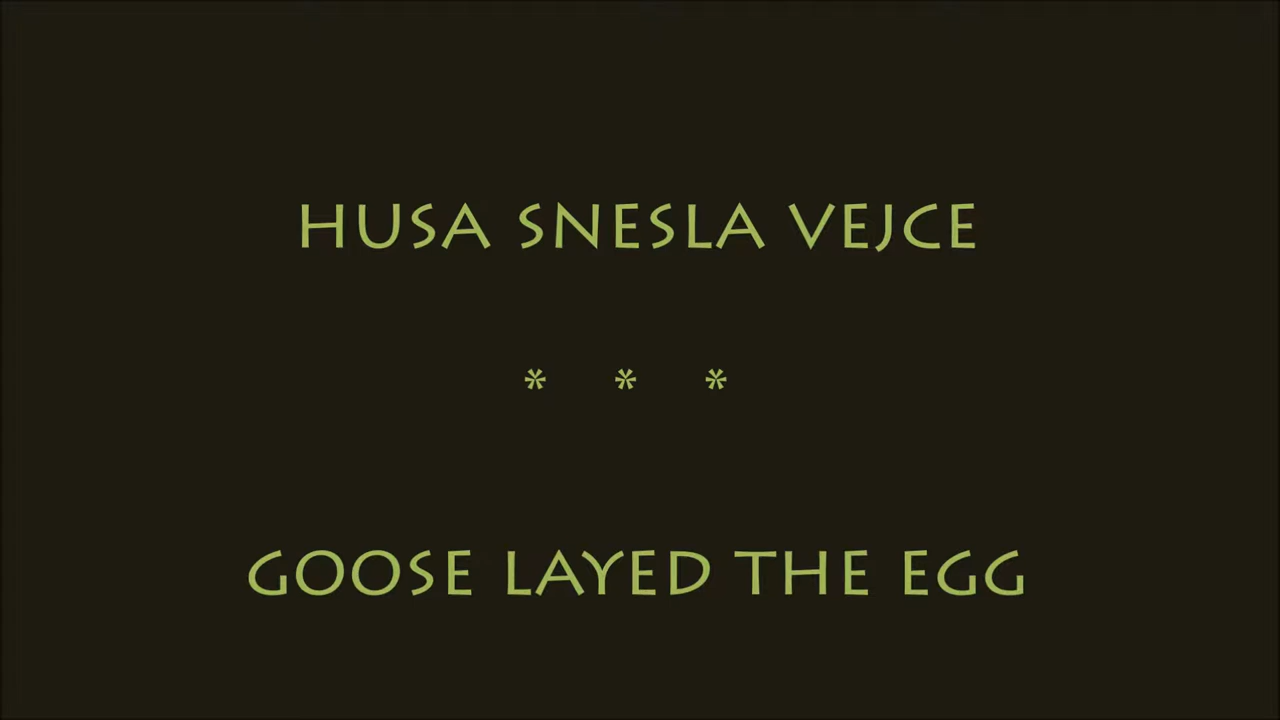 HUSA SNESLA VEJCE
* * *
GOOSE LAYED THE EGG